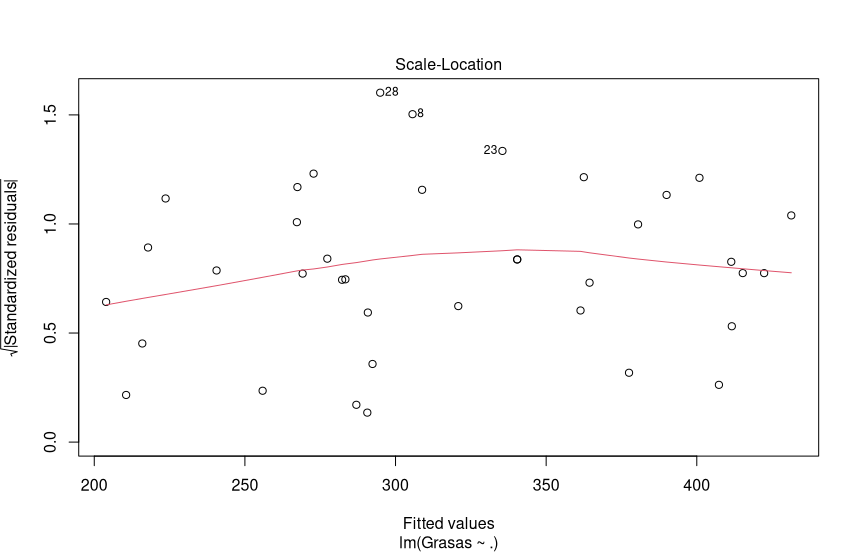 Scale-Location
√|Standardized residuals|
1.5
1.0
0.5
0.0
28
8
23
200 250 300 350 400
Fitted values
lm(Grasas ~ .)